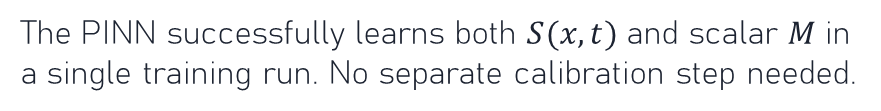 The PINN successfully learns both S(x, t) and scalar M in
a single training run. No separate calibration step needed.